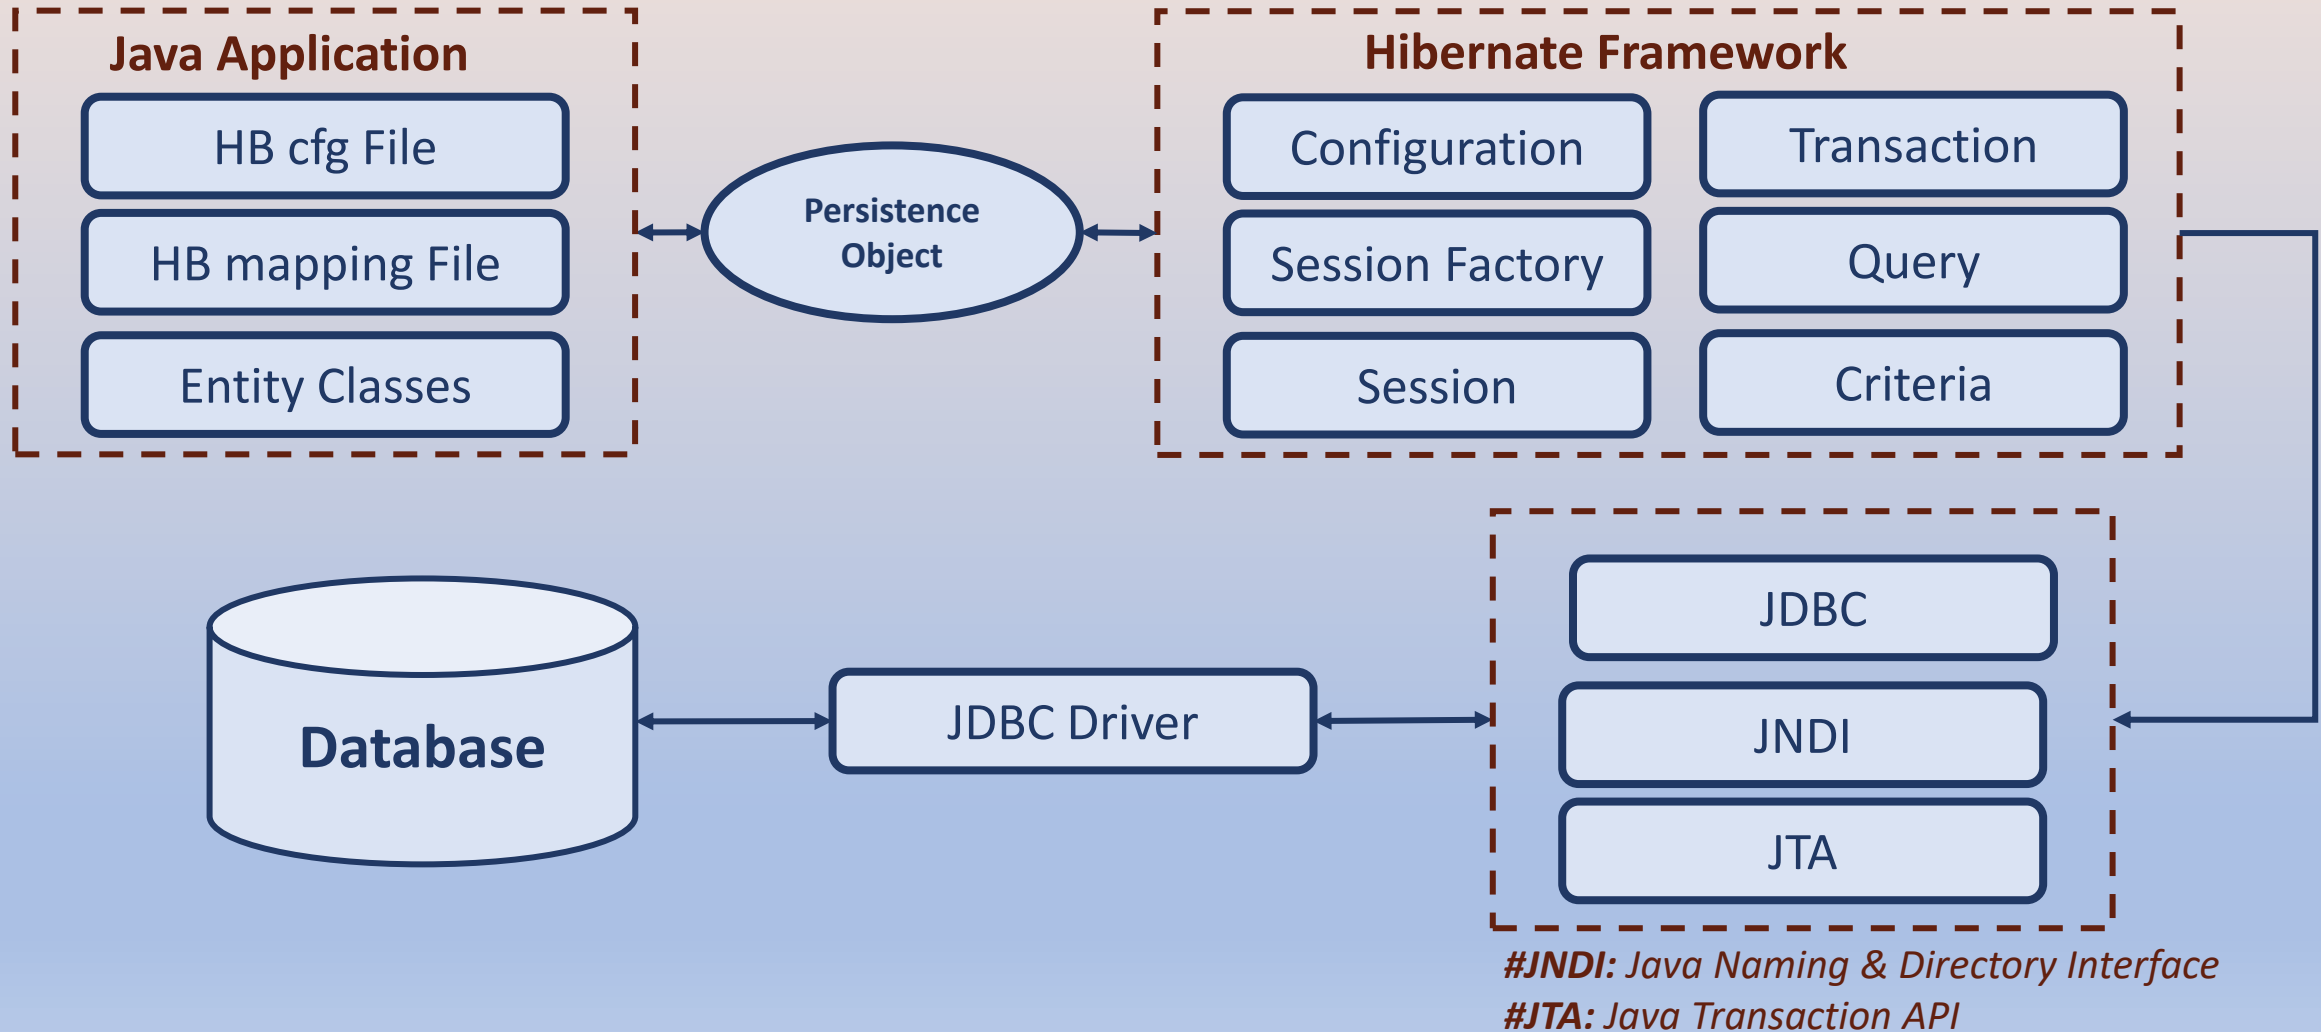 Java Application
HB cfg File
HB mapping File
Entity Classes
Persistence
Object
Hibernate Framework
Configuration
Transaction
Session Factory
Query
Session
Criteria
Database
JDBC Driver
JDBC
JNDI
JTA
#JNDI: Java Naming & Directory Interface
#JTA: Java Transaction API